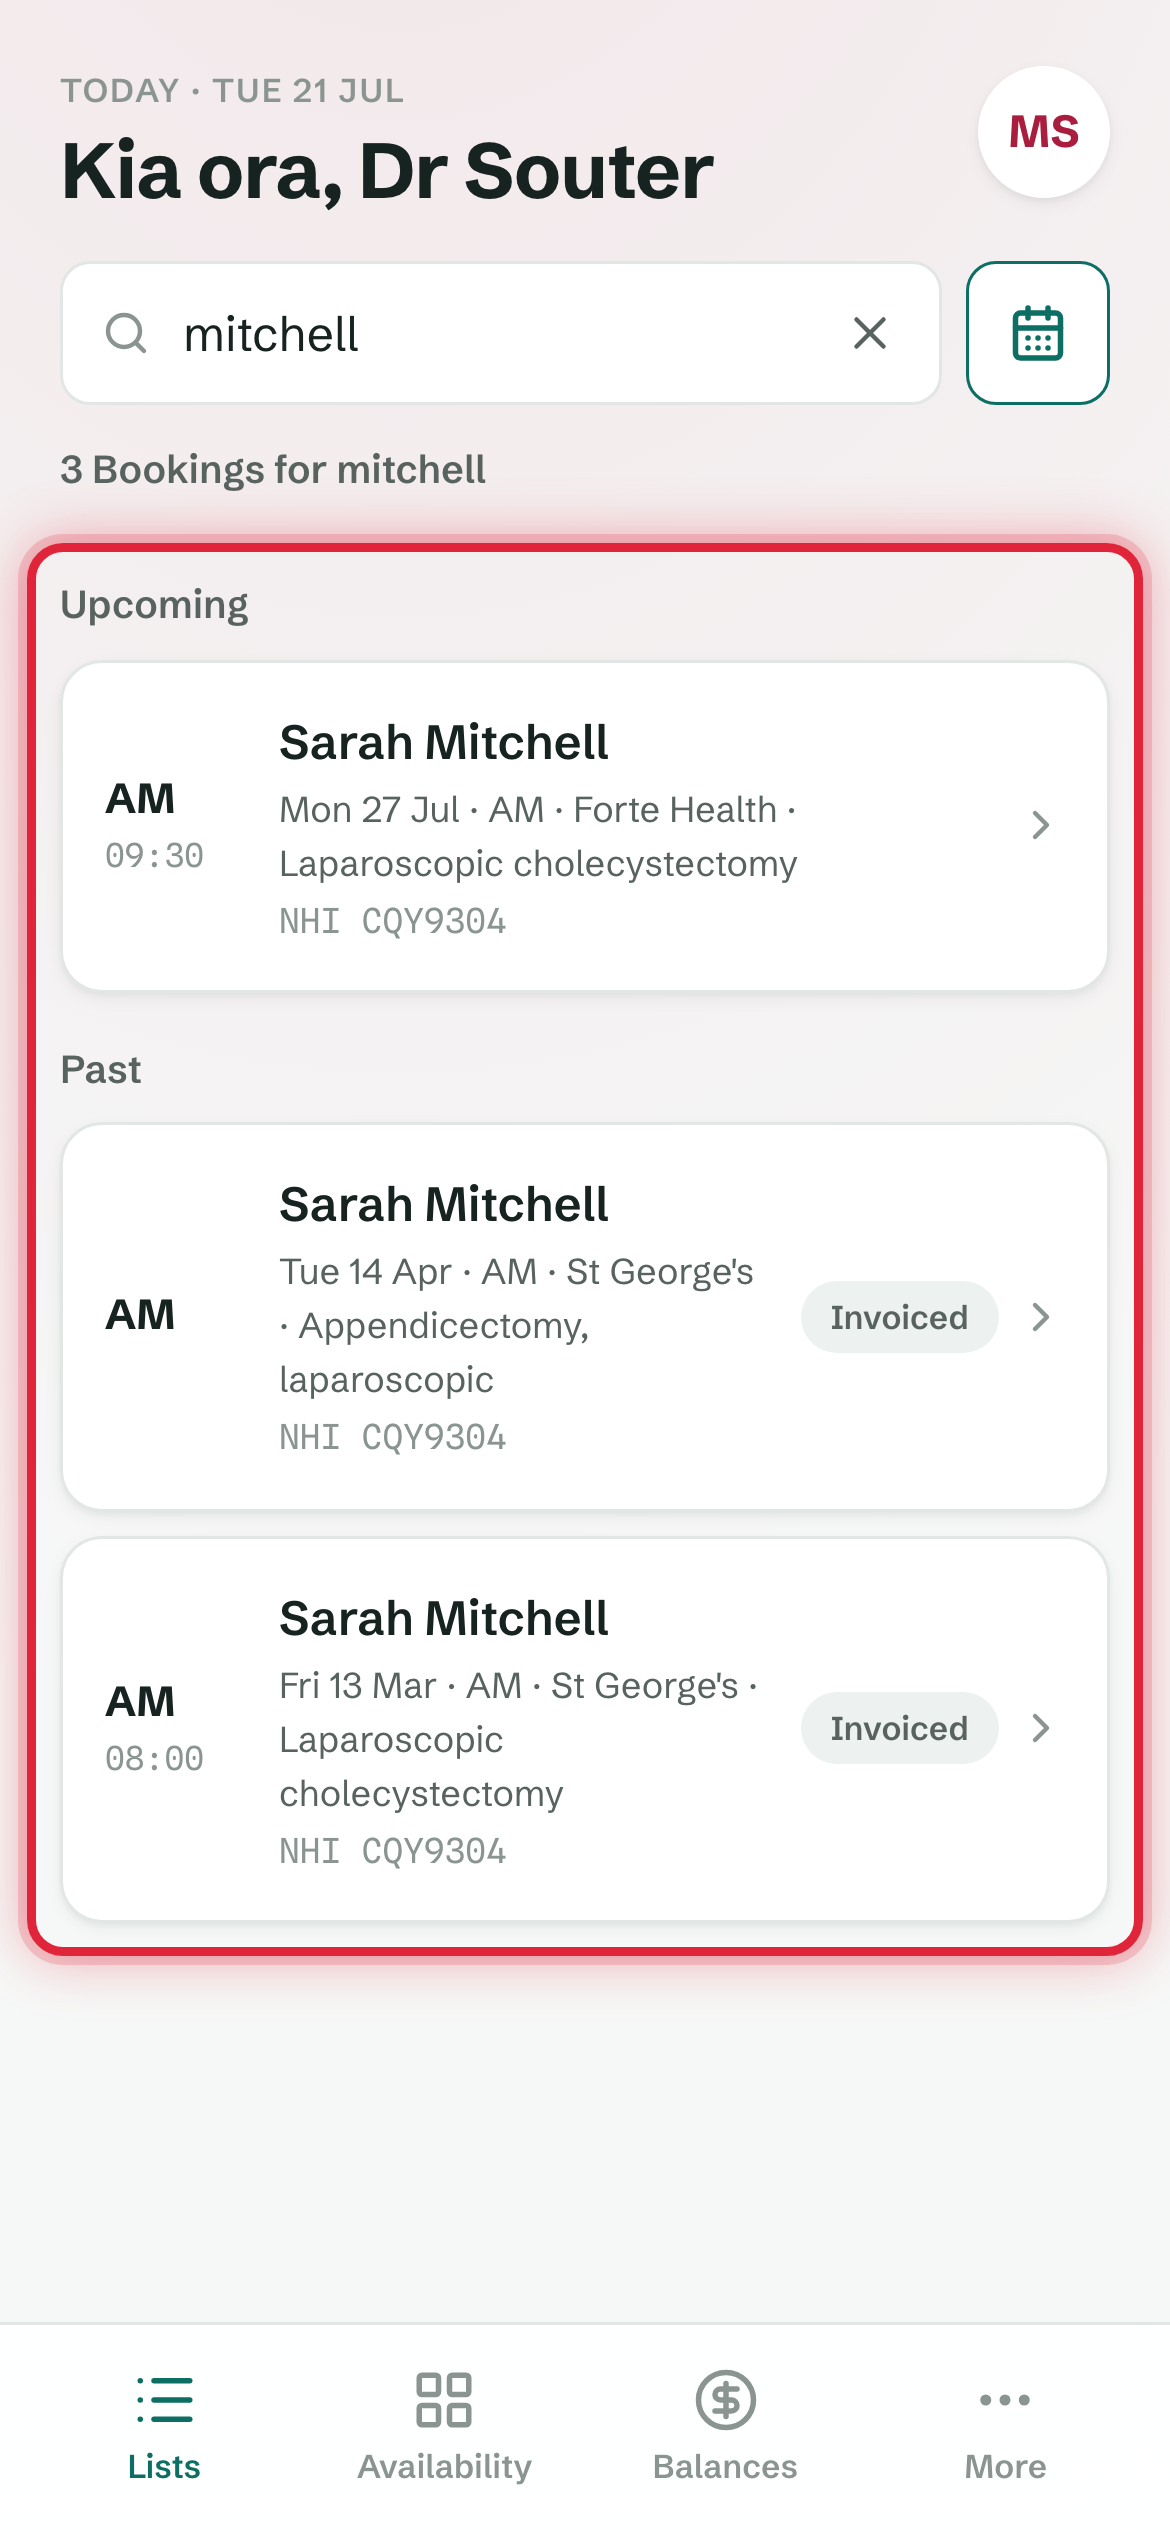 TODAY · TUE 21 JUL
Kia ora, Dr Souter
MS
mitchell
3 Bookings for mitchell
Upcoming
Sarah Mitchell
AM
09:30
Mon 27 Jul · AM · Forte Health ·
Laparoscopic cholecystectomy
NHI CQY9304
Past
Sarah Mitchell
AM
Tue 14 Apr · AM · St George's
· Appendicectomy,
laparoscopic
NHI CQY9304
Invoiced
Sarah Mitchell
AM
08:00
Fri 13 Mar · AM · St George's ·
Laparoscopic
cholecystectomy
NHI CQY9304
Invoiced
Lists
Availability
Balances
More